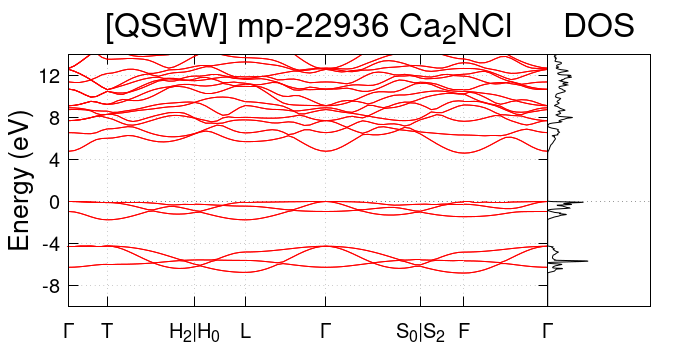 [QSGW] mp-22936 Ca₂NCl DOS
Energy (eV)
12
8
4
0
-4
-8
Γ T H₂|H₀ L Γ S₀|S₂ F Γ